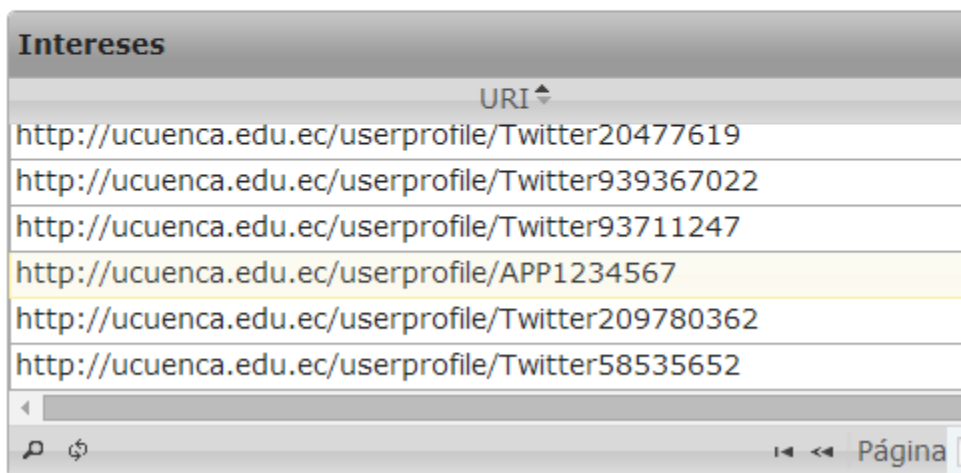 Intereses
URI
http://ucuenca.edu.ec/userprofile/Twitter20477619
http://ucuenca.edu.ec/userprofile/Twitter939367022
http://ucuenca.edu.ec/userprofile/Twitter93711247
http://ucuenca.edu.ec/userprofile/APP1234567
http://ucuenca.edu.ec/userprofile/Twitter209780362
http://ucuenca.edu.ec/userprofile/Twitter58535652
Página